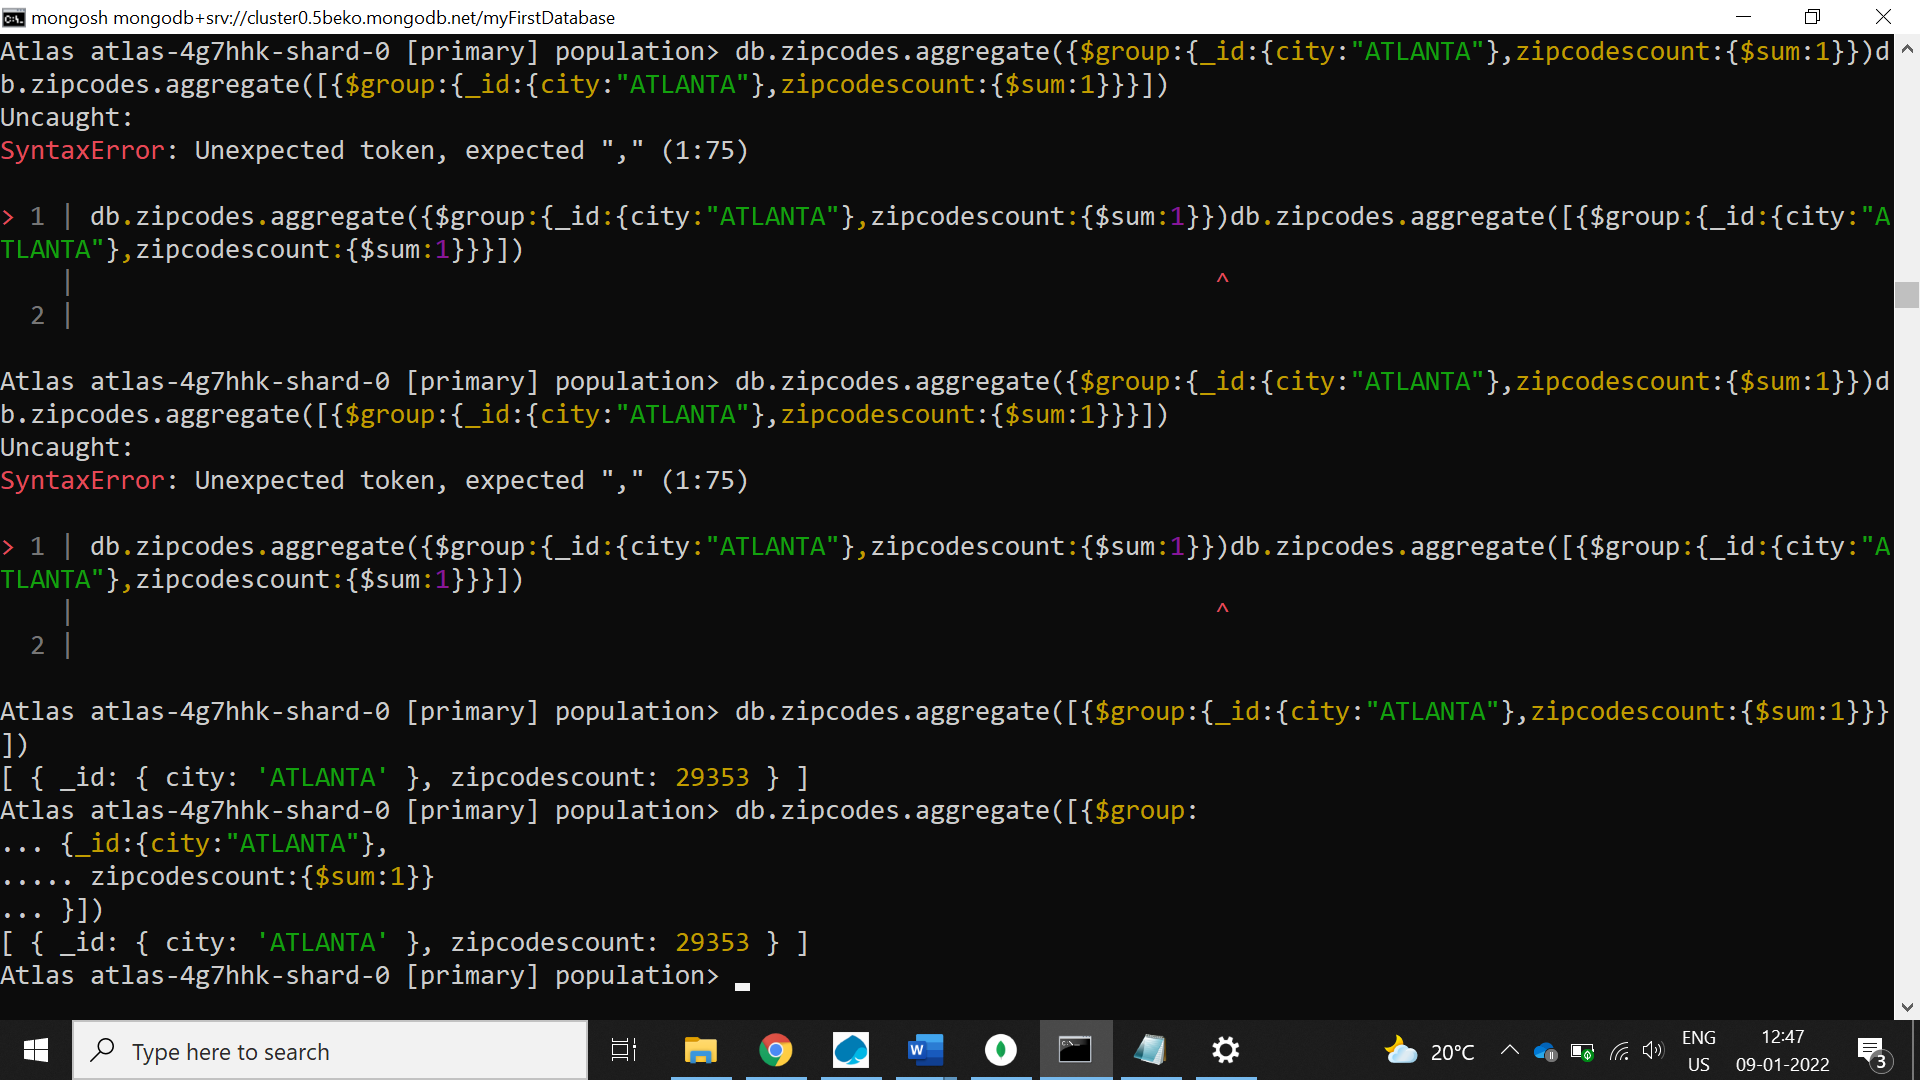 mongosh mongodb+srv://cluster0.5beko.mongodb.net/myFirstDatabase
Atlas atlas-4g7hhk-shard-0 [primary] population> db.zipcodes.aggregate({$group:{_id:{city:"ATLANTA"},zipcodescount:{$sum:1}})d
b.zipcodes.aggregate([{$group:{_id:{city:"ATLANTA"},zipcodescount:{$sum:1}}}])
Uncaught:
SyntaxError: Unexpected token, expected "," (1:75)
> 1 | db.zipcodes.aggregate({$group:{_id:{city:"ATLANTA"},zipcodescount:{$sum:1}})db.zipcodes.aggregate([{$group:{_id:{city:"A
TLANTA"},zipcodescount:{$sum:1}}}])
| ^
2 |
Atlas atlas-4g7hhk-shard-0 [primary] population> db.zipcodes.aggregate({$group:{_id:{city:"ATLANTA"},zipcodescount:{$sum:1}})d
b.zipcodes.aggregate([{$group:{_id:{city:"ATLANTA"},zipcodescount:{$sum:1}}}])
Uncaught:
SyntaxError: Unexpected token, expected "," (1:75)
> 1 | db.zipcodes.aggregate({$group:{_id:{city:"ATLANTA"},zipcodescount:{$sum:1}})db.zipcodes.aggregate([{$group:{_id:{city:"A
TLANTA"},zipcodescount:{$sum:1}}}])
| ^
2 |
Atlas atlas-4g7hhk-shard-0 [primary] population> db.zipcodes.aggregate([{$group:{_id:{city:"ATLANTA"},zipcodescount:{$sum:1}}}
])
[ { _id: { city: 'ATLANTA' }, zipcodescount: 29353 } ]
Atlas atlas-4g7hhk-shard-0 [primary] population> db.zipcodes.aggregate([{$group:
... {_id:{city:"ATLANTA"},
..... zipcodescount:{$sum:1}}
... }])
[ { _id: { city: 'ATLANTA' }, zipcodescount: 29353 } ]
Atlas atlas-4g7hhk-shard-0 [primary] population>
Type here to search
20°C
ENG
US
12:47
09-01-2022
3